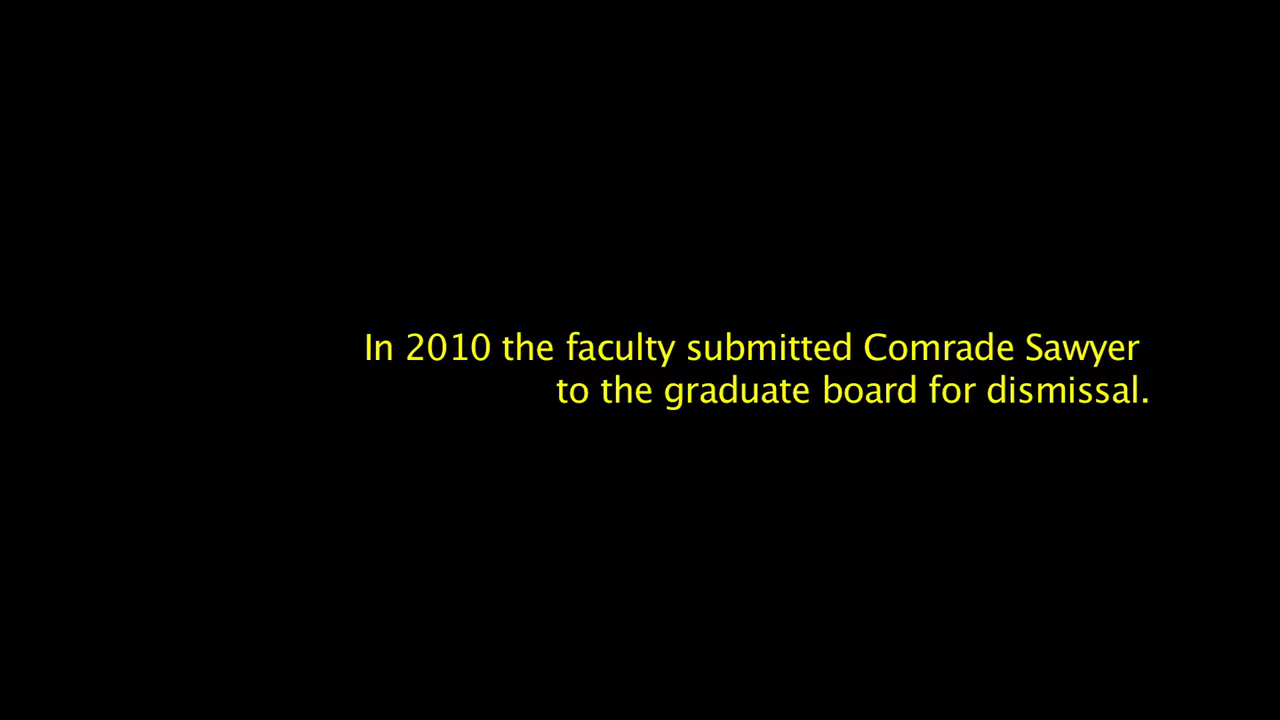 In 2010 the faculty submitted Comrade Sawyer
to the graduate board for dismissal.